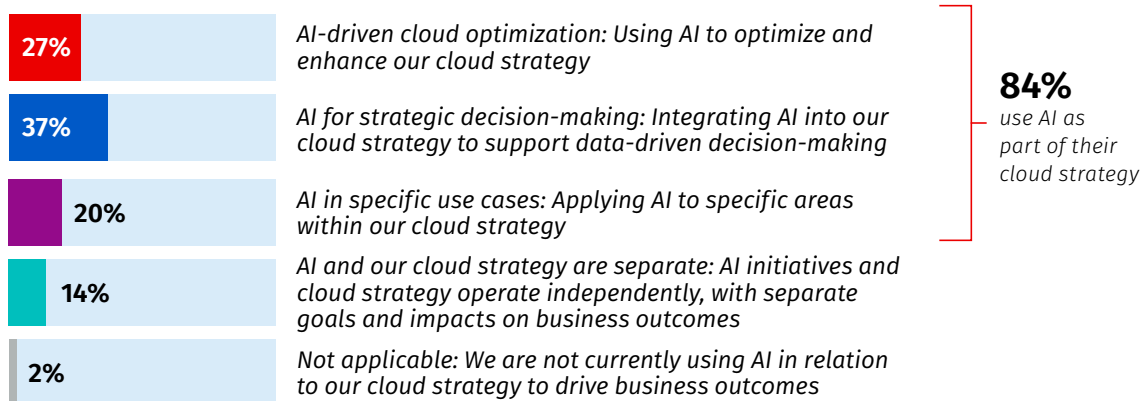 27%
AI-driven cloud optimization: Using AI to optimize and
enhance our cloud strategy
37%
AI for strategic decision-making: Integrating AI into our
cloud strategy to support data-driven decision-making
20%
AI in specific use cases: Applying AI to specific areas
within our cloud strategy
14%
AI and our cloud strategy are separate: AI initiatives and
cloud strategy operate independently, with separate
goals and impacts on business outcomes
2%
Not applicable: We are not currently using AI in relation
to our cloud strategy to drive business outcomes
84%
use AI as
part of their
cloud strategy